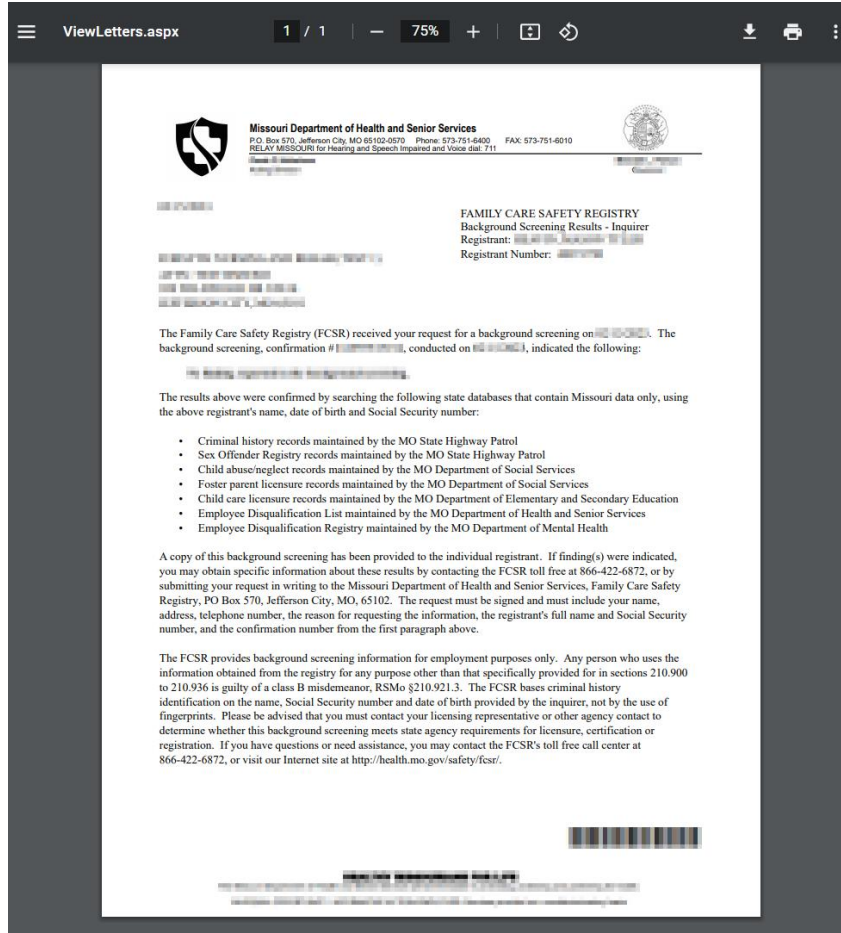 ViewLetters.aspx
1 / 1
75%
Missouri Department of Health and Senior Services
P.O. Box 570, Jefferson City, MO 65102-0570 Phone: 573-751-6400 FAX: 573-751-6010
RELAY MISSOURI for Hearing and Speech Impaired and Voice dial: 711
FAMILY CARE SAFETY REGISTRY
Background Screening Results - Inquirer
Registrant:
Registrant Number:
The Family Care Safety Registry (FCSR) received your request for a background screening on . The
background screening, confirmation # , conducted on , indicated the following:
The results above were confirmed by searching the following state databases that contain Missouri data only, using
the above registrant's name, date of birth and Social Security number:
• Criminal history records maintained by the MO State Highway Patrol
• Sex Offender Registry records maintained by the MO State Highway Patrol
• Child abuse/neglect records maintained by the MO Department of Social Services
• Foster parent licensure records maintained by the MO Department of Social Services
• Child care licensure records maintained by the MO Department of Elementary and Secondary Education
• Employee Disqualification List maintained by the MO Department of Health and Senior Services
• Employee Disqualification Registry maintained by the MO Department of Mental Health
A copy of this background screening has been provided to the individual registrant. If finding(s) were indicated,
you may obtain specific information about these results by contacting the FCSR toll free at 866-422-6872, or by
submitting your request in writing to the Missouri Department of Health and Senior Services, Family Care Safety
Registry, PO Box 570, Jefferson City, MO, 65102. The request must be signed and must include your name,
address, telephone number, the reason for requesting the information, the registrant's full name and Social Security
number, and the confirmation number from the first paragraph above.
The FCSR provides background screening information for employment purposes only. Any person who uses the
information obtained from the registry for any purpose other than that specifically provided for in sections 210.900
to 210.936 is guilty of a class B misdemeanor, RSMo §210.921.3. The FCSR bases criminal history
identification on the name, Social Security number and date of birth provided by the inquirer, not by the use of
fingerprints. Please be advised that you must contact your licensing representative or other agency contact to
determine whether this background screening meets state agency requirements for licensure, certification or
registration. If you have questions or need assistance, you may contact the FCSR's toll free call center at
866-422-6872, or visit our Internet site at http://health.mo.gov/safety/fcsr/.